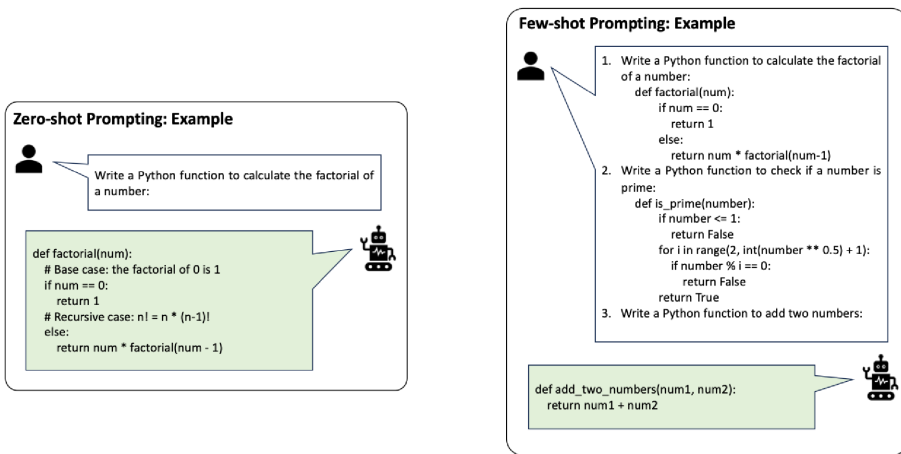 Zero-shot Prompting: Example
Write a Python function to calculate the factorial of
a number:
def factorial(num):
# Base case: the factorial of 0 is 1
if num == 0:
return 1
# Recursive case: n! = n * (n-1)!
else:
return num * factorial(num - 1)
Few-shot Prompting: Example
1. Write a Python function to calculate the factorial
of a number:
def factorial(num):
if num == 0:
return 1
else:
return num * factorial(num-1)
2. Write a Python function to check if a number is
prime:
def is_prime(number):
if number <= 1:
return False
for i in range(2, int(number ** 0.5) + 1):
if number % i == 0:
return False
return True
3. Write a Python function to add two numbers:
def add_two_numbers(num1, num2):
return num1 + num2